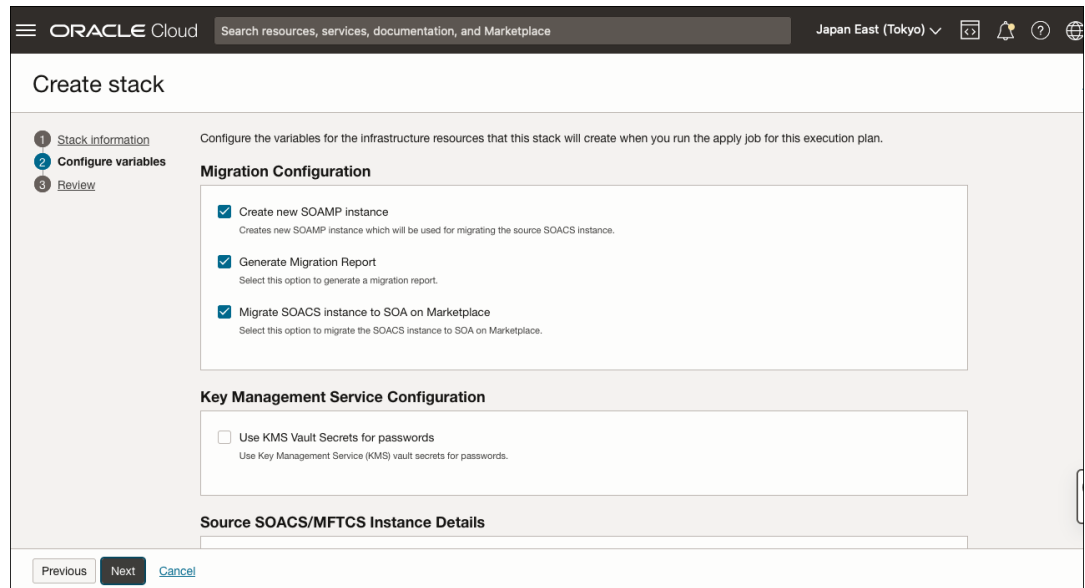 ORACLE Cloud
Search resources, services, documentation, and Marketplace
Japan East (Tokyo)
Create stack
1 Stack information
2 Configure variables
3 Review
Configure the variables for the infrastructure resources that this stack will create when you run the apply job for this execution plan.
Migration Configuration
Create new SOAMP instance
Creates new SOAMP instance which will be used for migrating the source SOACS instance.
Generate Migration Report
Select this option to generate a migration report.
Migrate SOACS instance to SOA on Marketplace
Select this option to migrate the SOACS instance to SOA on Marketplace.
Key Management Service Configuration
Use KMS Vault Secrets for passwords
Use Key Management Service (KMS) vault secrets for passwords.
Source SOACS/MFTCS Instance Details
Previous
Next
Cancel